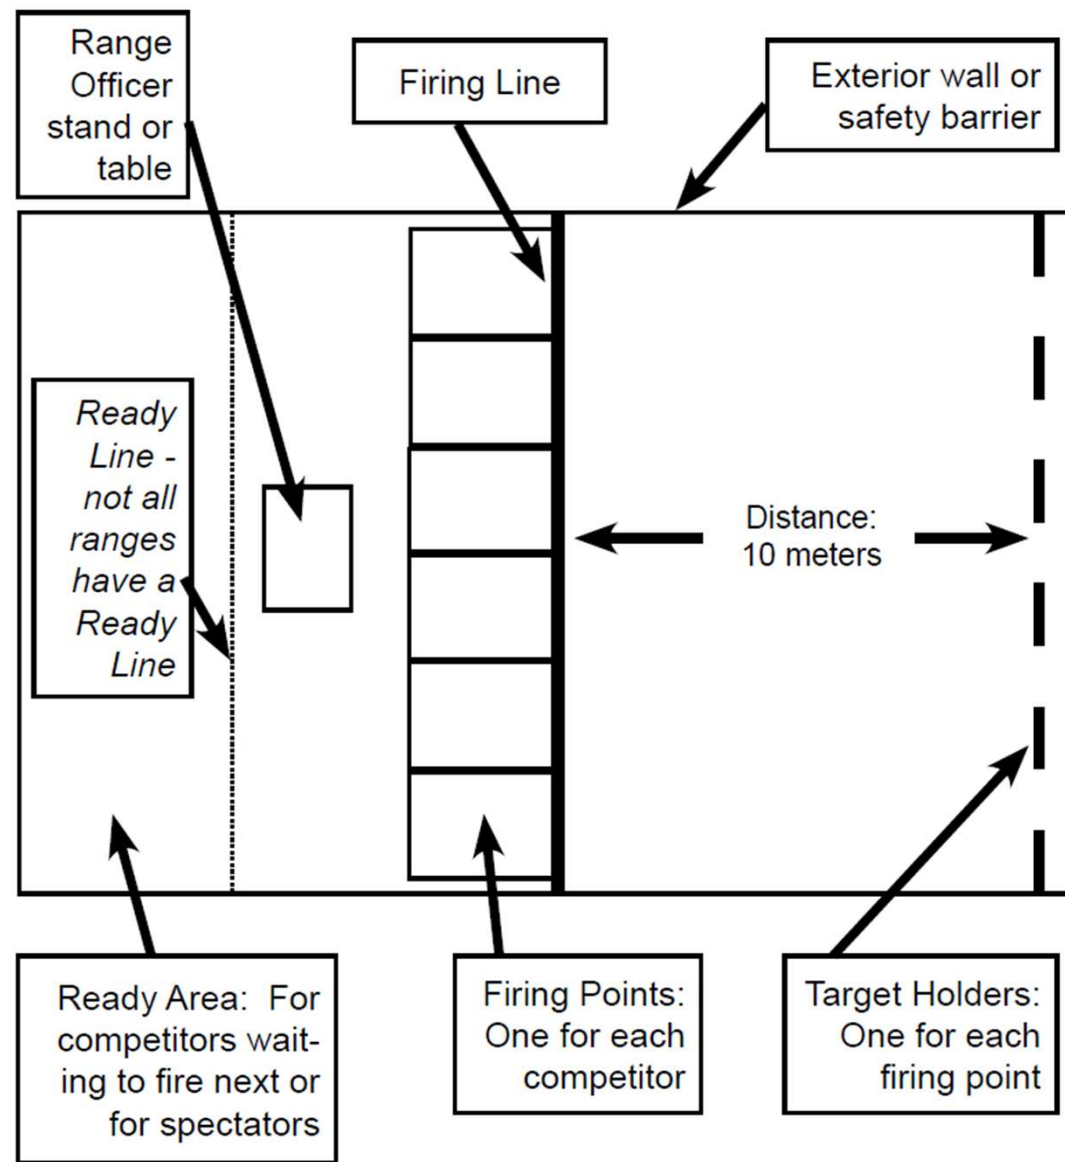 Range
Officer
stand or
table
Firing Line
Exterior wall or
safety barrier
Ready
Line -
not all
ranges
have a
Ready
Line
Distance:
10 meters
Ready Area:  For
competitors wait-
ing to fire next or
for spectators
Firing Points:
One for each
competitor
Target Holders:
One for each
firing point